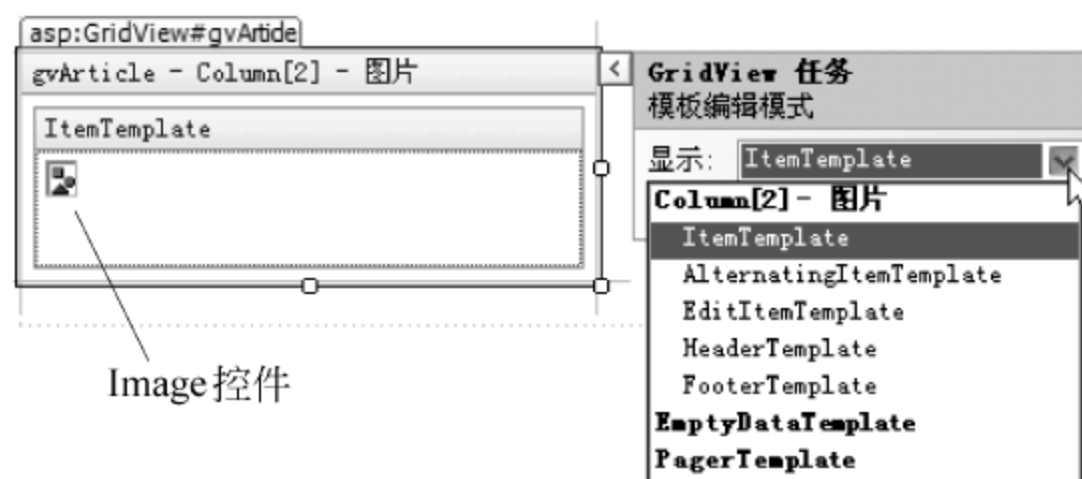 asp:GridView#gvArticle
gvArticle - Column[2] - 图片
ItemTemplate
Image控件
GridView 任务
模板编辑模式
显示: ItemTemplate
Column[2] - 图片
ItemTemplate
AlternatingItemTemplate
EditItemTemplate
HeaderTemplate
FooterTemplate
EmptyDataTemplate
PagerTemplate